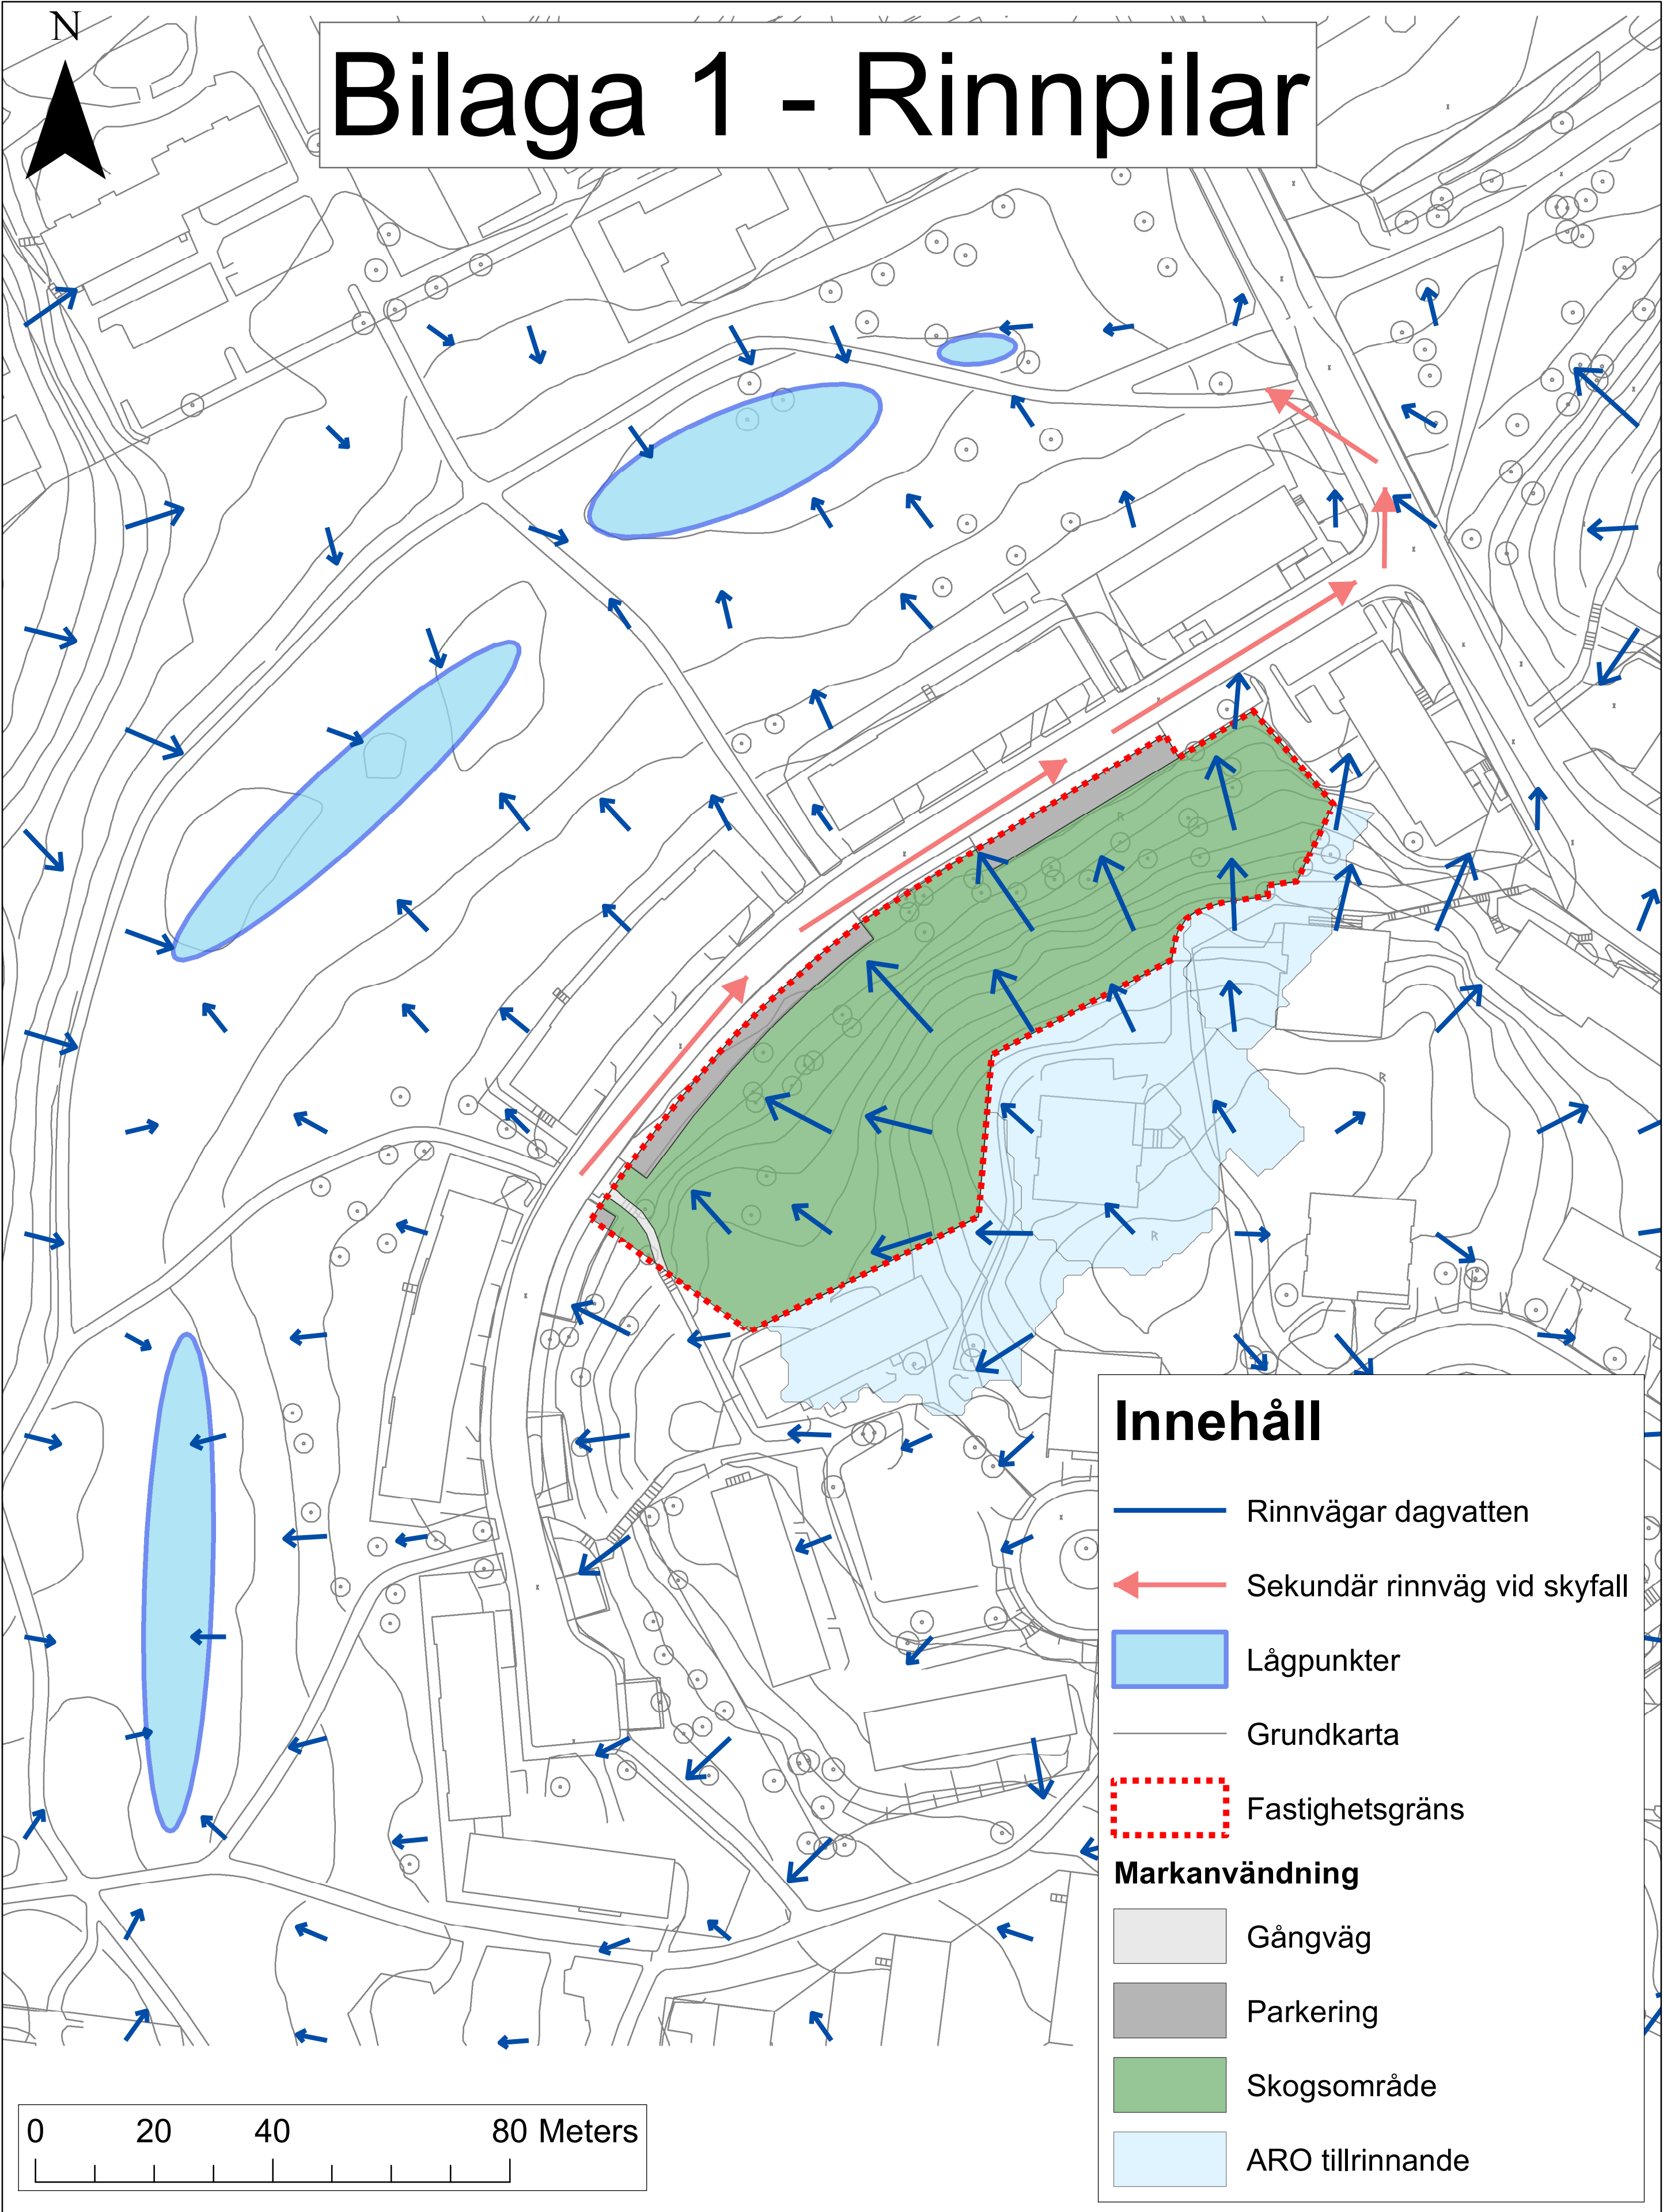 N
Bilaga 1 - Rinnpilar
R
R
R
Innehåll
Rinnvägar dagvatten
Sekundär rinnväg vid skyfall
Lågpunkter
Grundkarta
Fastighetsgräns
Markanvändning
Gångväg
Parkering
Skogsområde
ARO tillrinnande
0 20 40 80 Meters